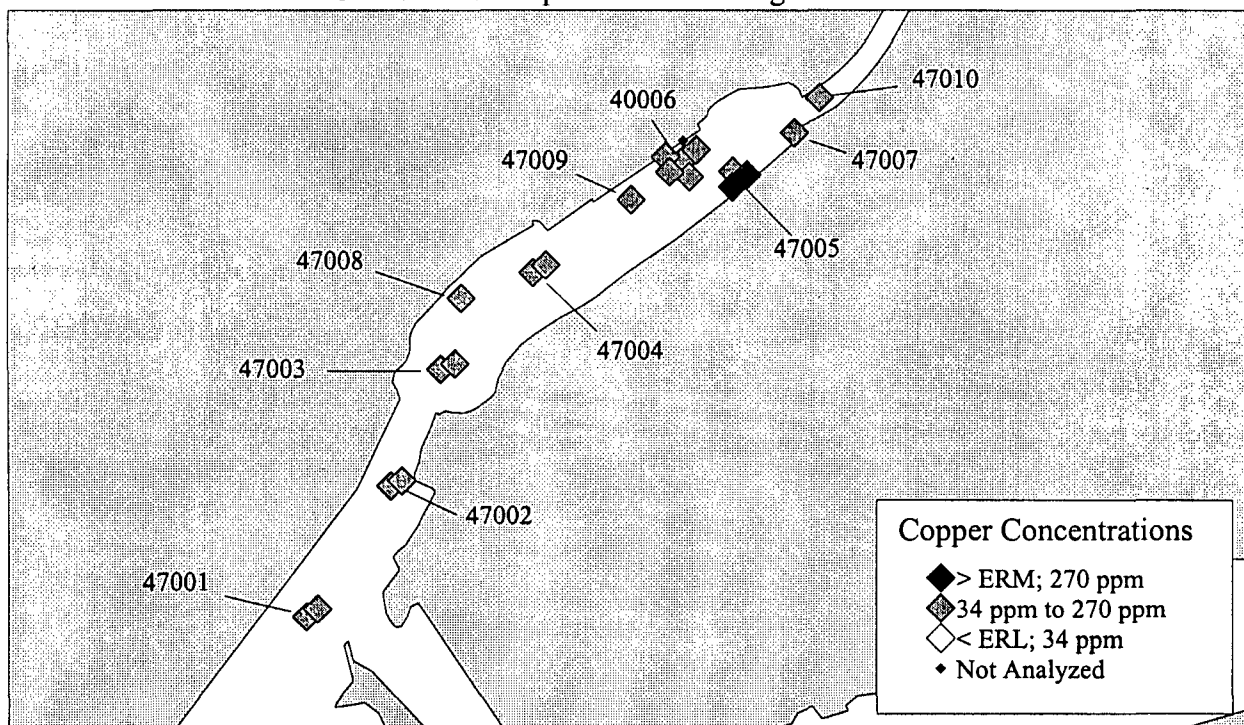 47010
40006
47009
47007
47005
47008
47004
47003
47002
47001
Copper Concentrations
> ERM; 270 ppm
34 ppm to 270 ppm
< ERL; 34 ppm
Not Analyzed